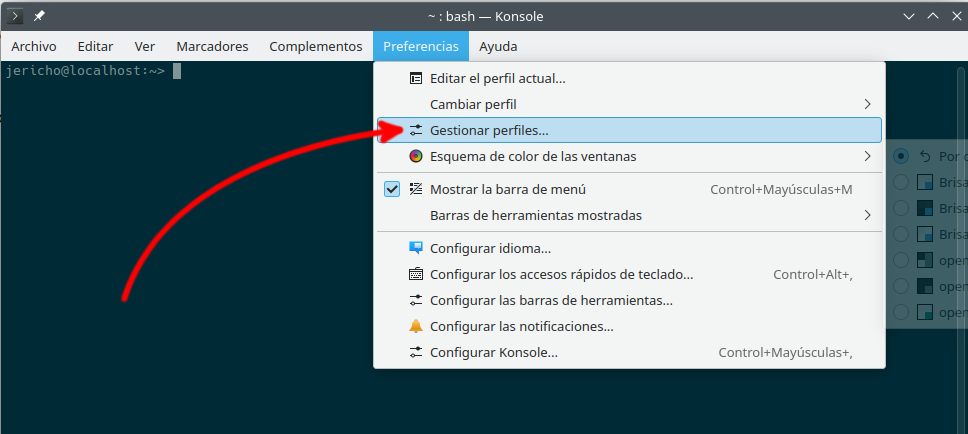 ~ : bash — Konsole
Archivo Editar Ver Marcadores Complementos Preferencias Ayuda
jericho@localhost:~>
Editar el perfil actual...
Cambiar perfil
Gestionar perfiles...
Esquema de color de las ventanas
Mostrar la barra de menú Control+Mayúsculas+M
Barras de herramientas mostradas
Configurar idioma...
Configurar los accesos rápidos de teclado... Control+Alt+,
Configurar las barras de herramientas...
Configurar las notificaciones...
Configurar Konsole... Control+Mayúsculas+,
Por
Brisa
Brisa
Brisa
open
open
open